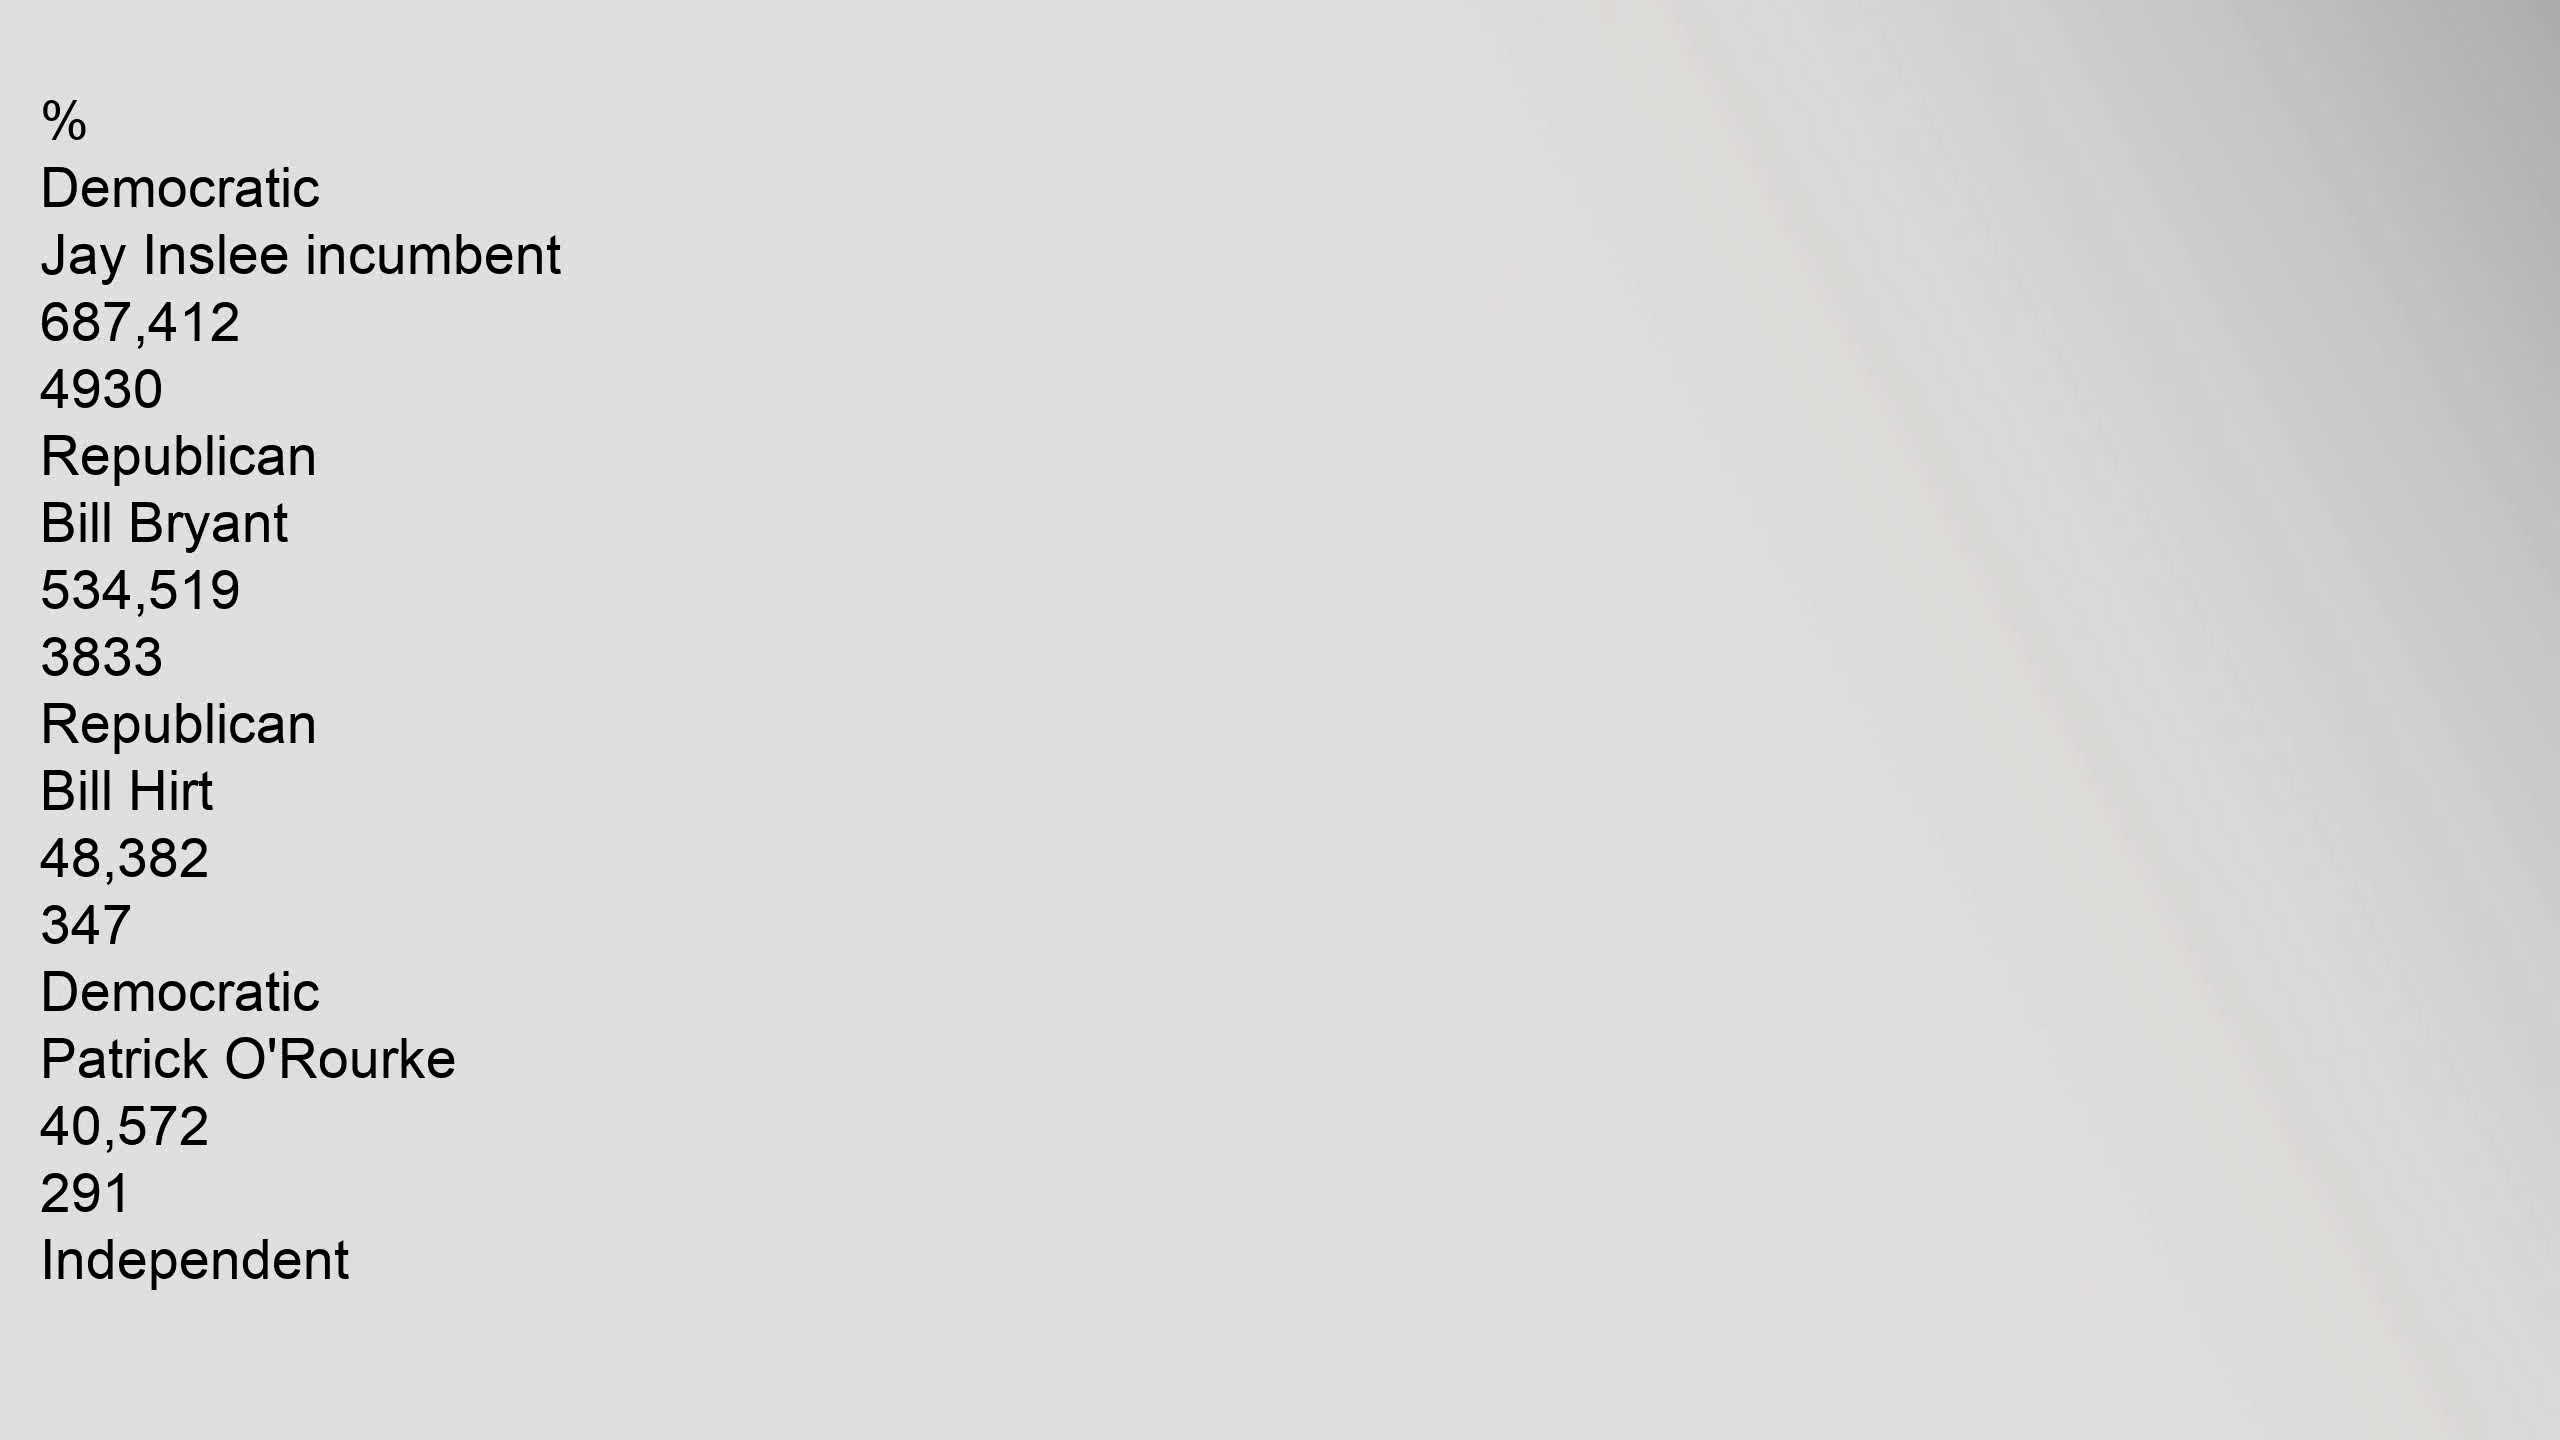 %
Democratic
Jay Inslee incumbent
687,412
4930
Republican
Bill Bryant
534,519
3833
Republican
Bill Hirt
48,382
347
Democratic
Patrick O'Rourke
40,572
291
Independent